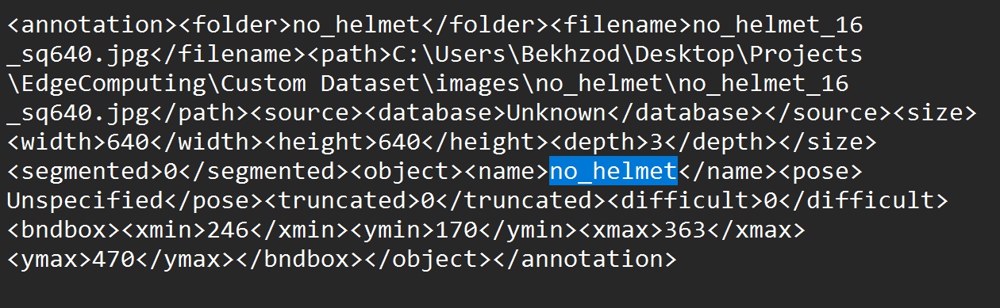 <annotation><folder>no_helmet</folder><filename>no_helmet_16
_sq640.jpg</filename><path>C:\Users\Bekhzod\Desktop\Projects
\EdgeComputing\Custom Dataset\images\no_helmet\no_helmet_16
_sq640.jpg</path><source><database>Unknown</database></source><size>
<width>640</width><height>640</height><depth>3</depth></size>
<segmented>0</segmented><object><name>no_helmet</name><pose>
Unspecified</pose><truncated>0</truncated><difficult>0</difficult>
<bndbox><xmin>246</xmin><ymin>170</ymin><xmax>363</xmax>
<ymax>470</ymax></bndbox></object></annotation>